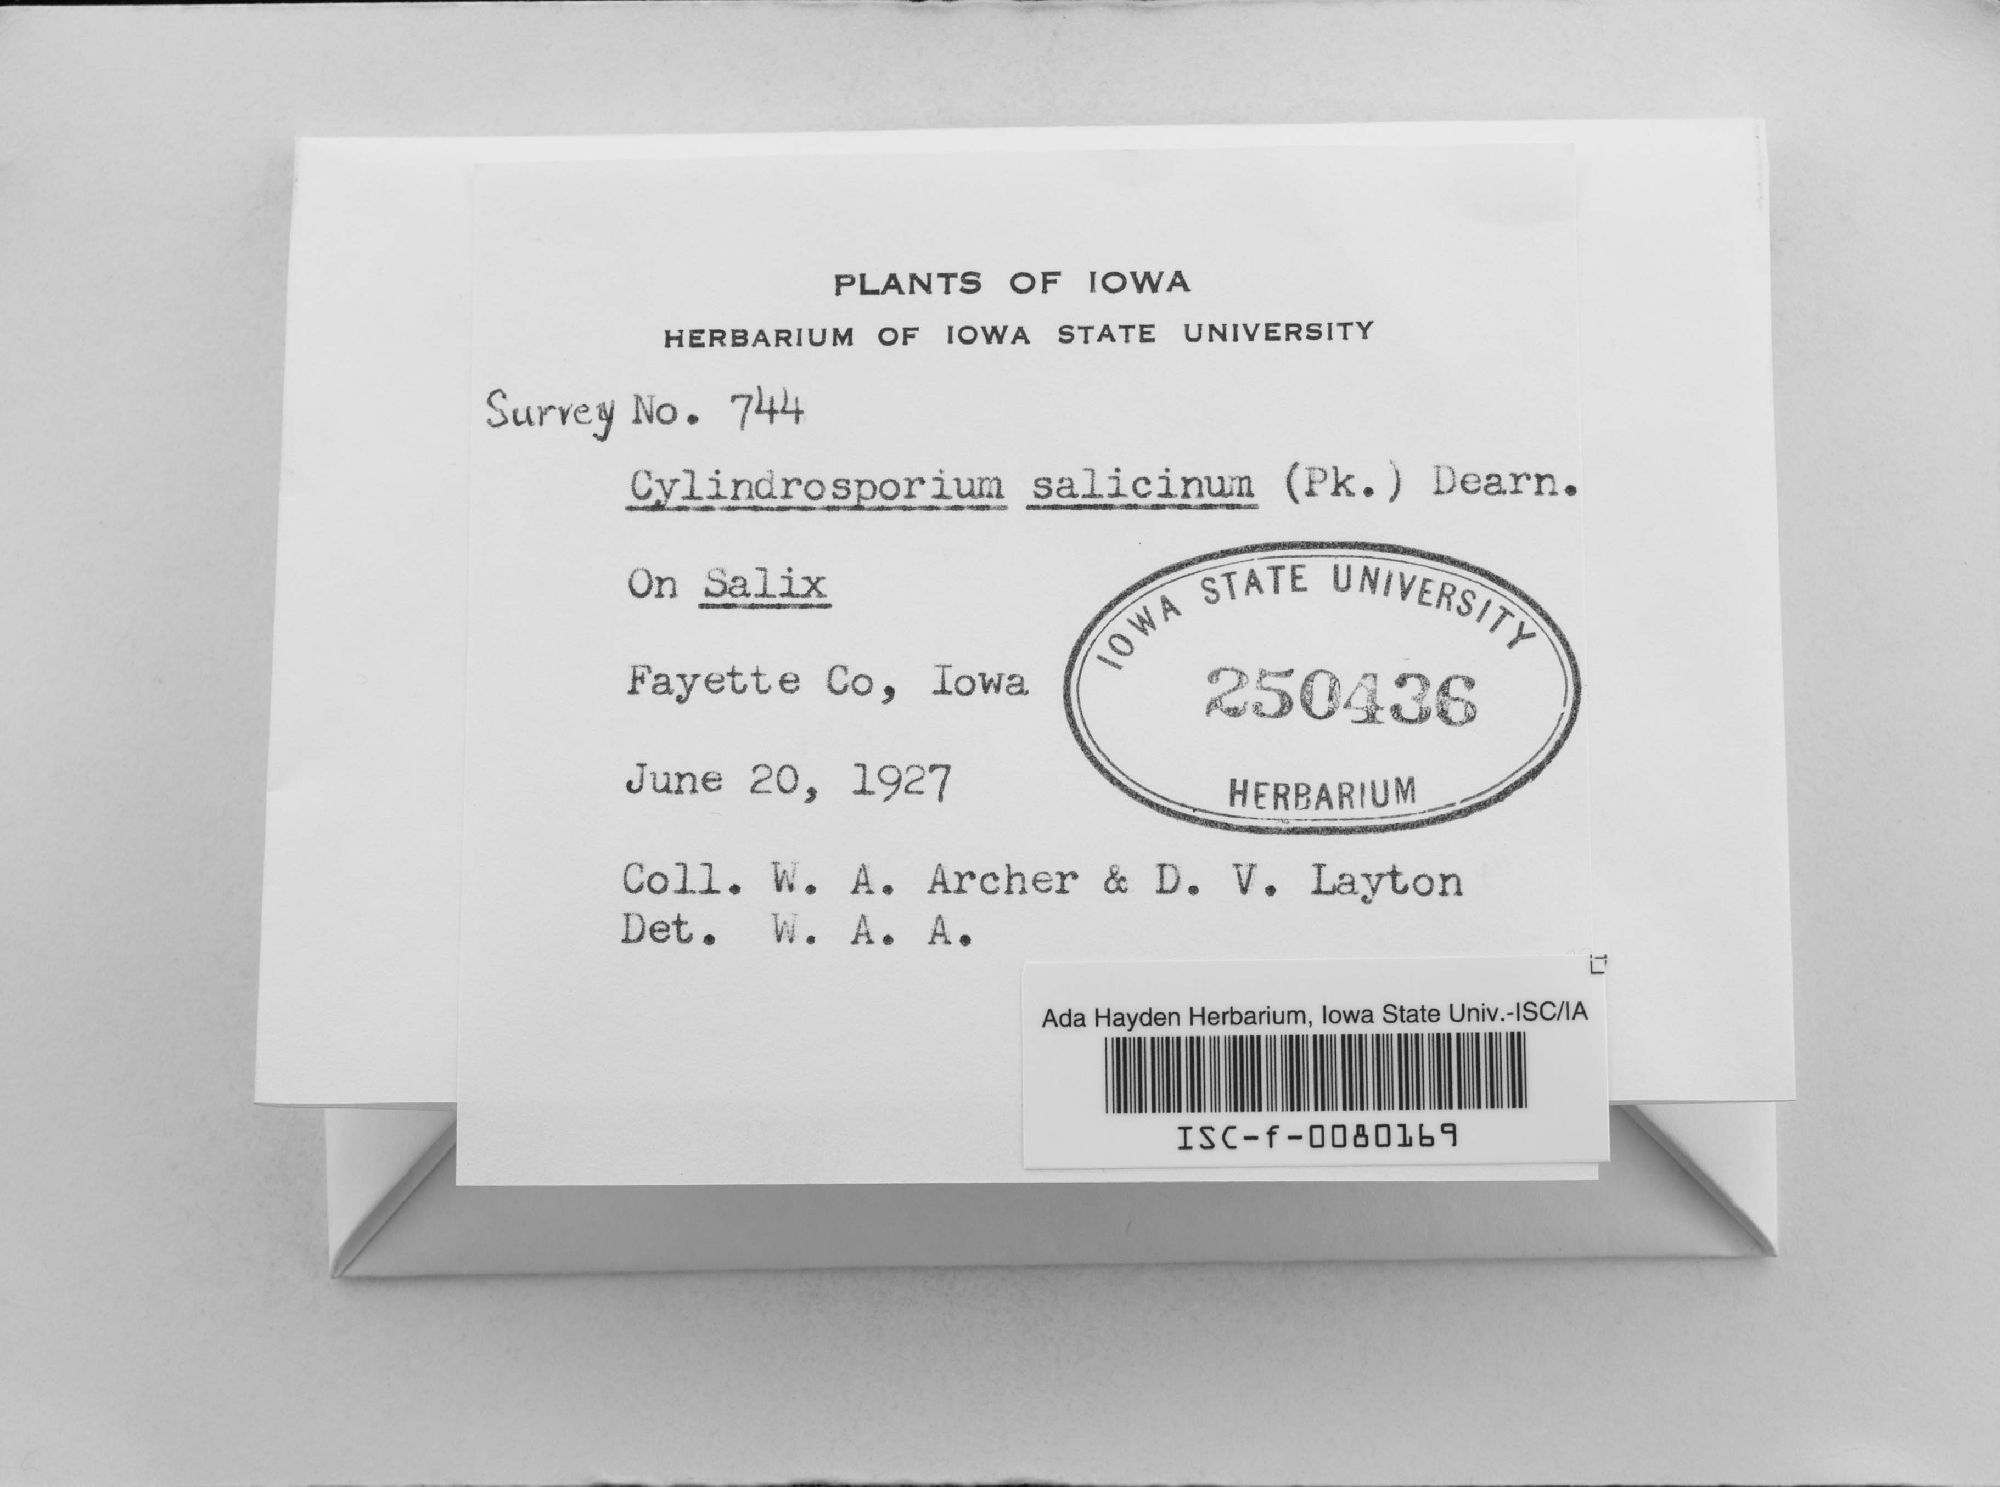 PLANTS OF IOWA
HERBARIUM OF IOWA STATE UNIVERSITY
Survey No. 744
Cylindrosporium salicinum (Pk.) Dearn.
On Salix
Fayette Co, Iowa
June 20, 1927
IOWA STATE UNIVERSITY
250436
HERBARIUM
Coll. W. A. Archer & D. V. Layton
Det. W. A. A.
Ada Hayden Herbarium, Iowa State Univ.-ISC/IA
ISC-f-0080169